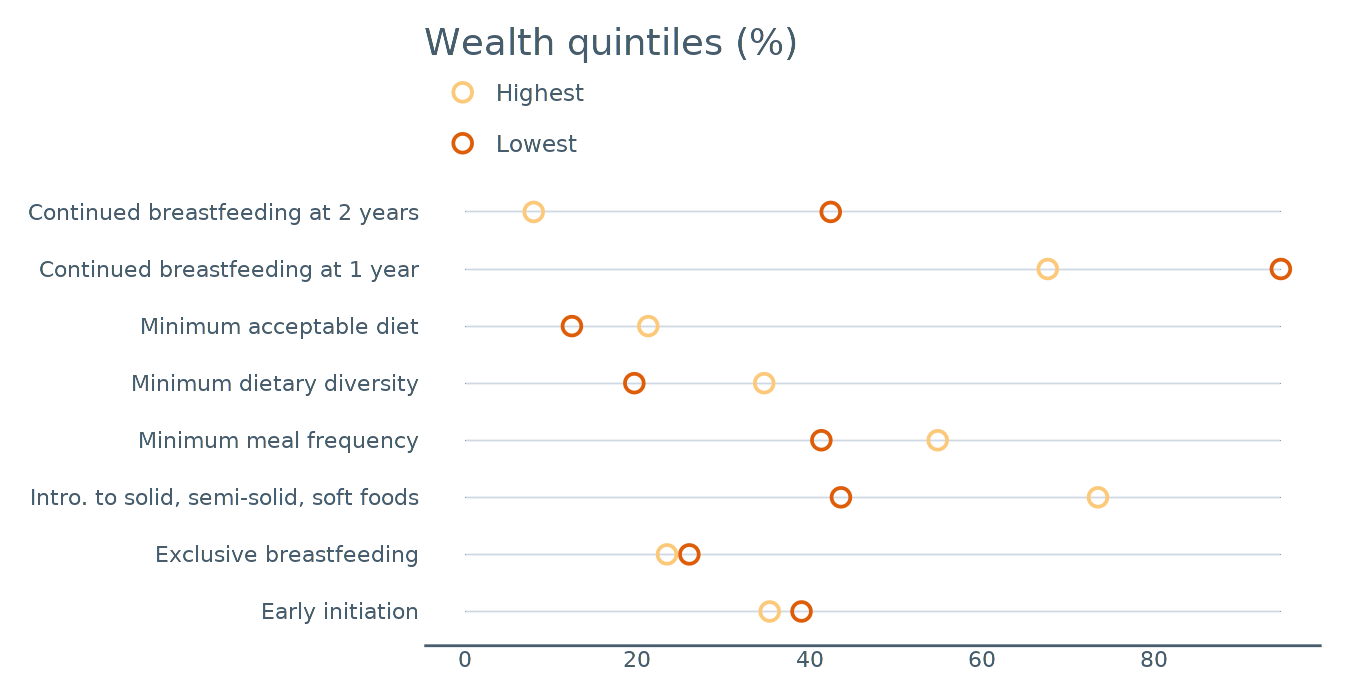 Wealth quintiles (%)
Highest
Lowest
Continued breastfeeding at 2 years
Continued breastfeeding at 1 year
Minimum acceptable diet
Minimum dietary diversity
Minimum meal frequency
Intro. to solid, semi-solid, soft foods
Exclusive breastfeeding
Early initiation
0 20 40 60 80